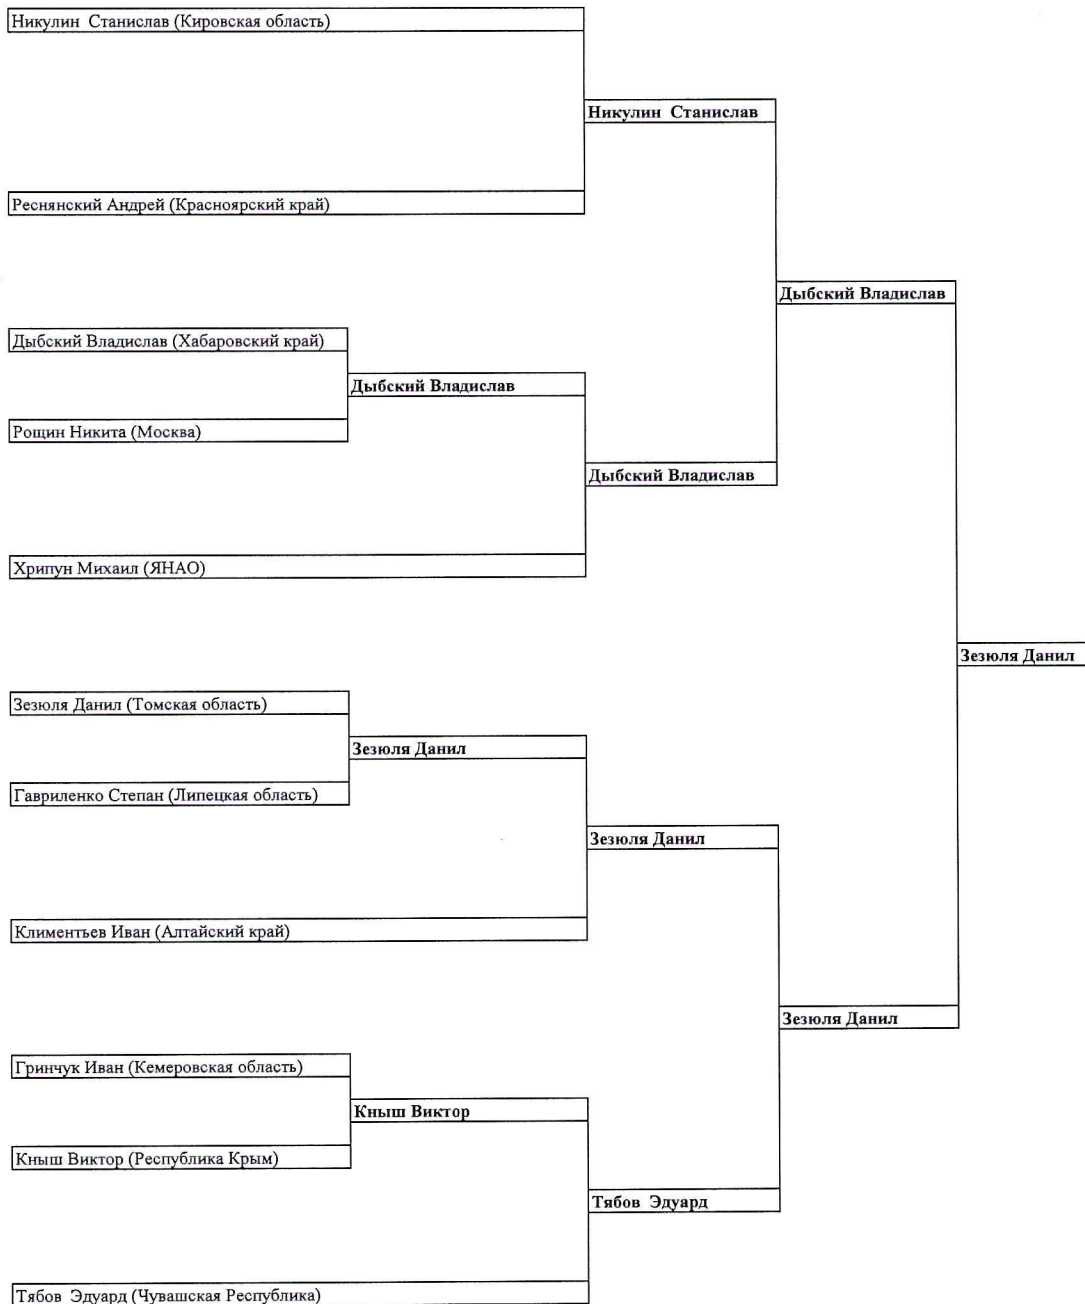 Никулин  Станислав (Кировская область)
Никулин  Станислав
Реснянский Андрей (Красноярский край)
Дыбский Владислав
Дыбский Владислав (Хабаровский край)
Дыбский Владислав
Рощин Никита (Москва)
Дыбский Владислав
Хрипун Михаил (ЯНАО)
Зезюля Данил
Зезюля Данил (Томская область)
Зезюля Данил
Гавриленко Степан (Липецкая область)
Зезюля Данил
Климентьев Иван (Алтайский край)
Зезюля Данил
Гринчук Иван (Кемеровская область)
Кныш Виктор
Кныш Виктор (Республика Крым)
Тябов  Эдуард
Тябов  Эдуард (Чувашская Республика)